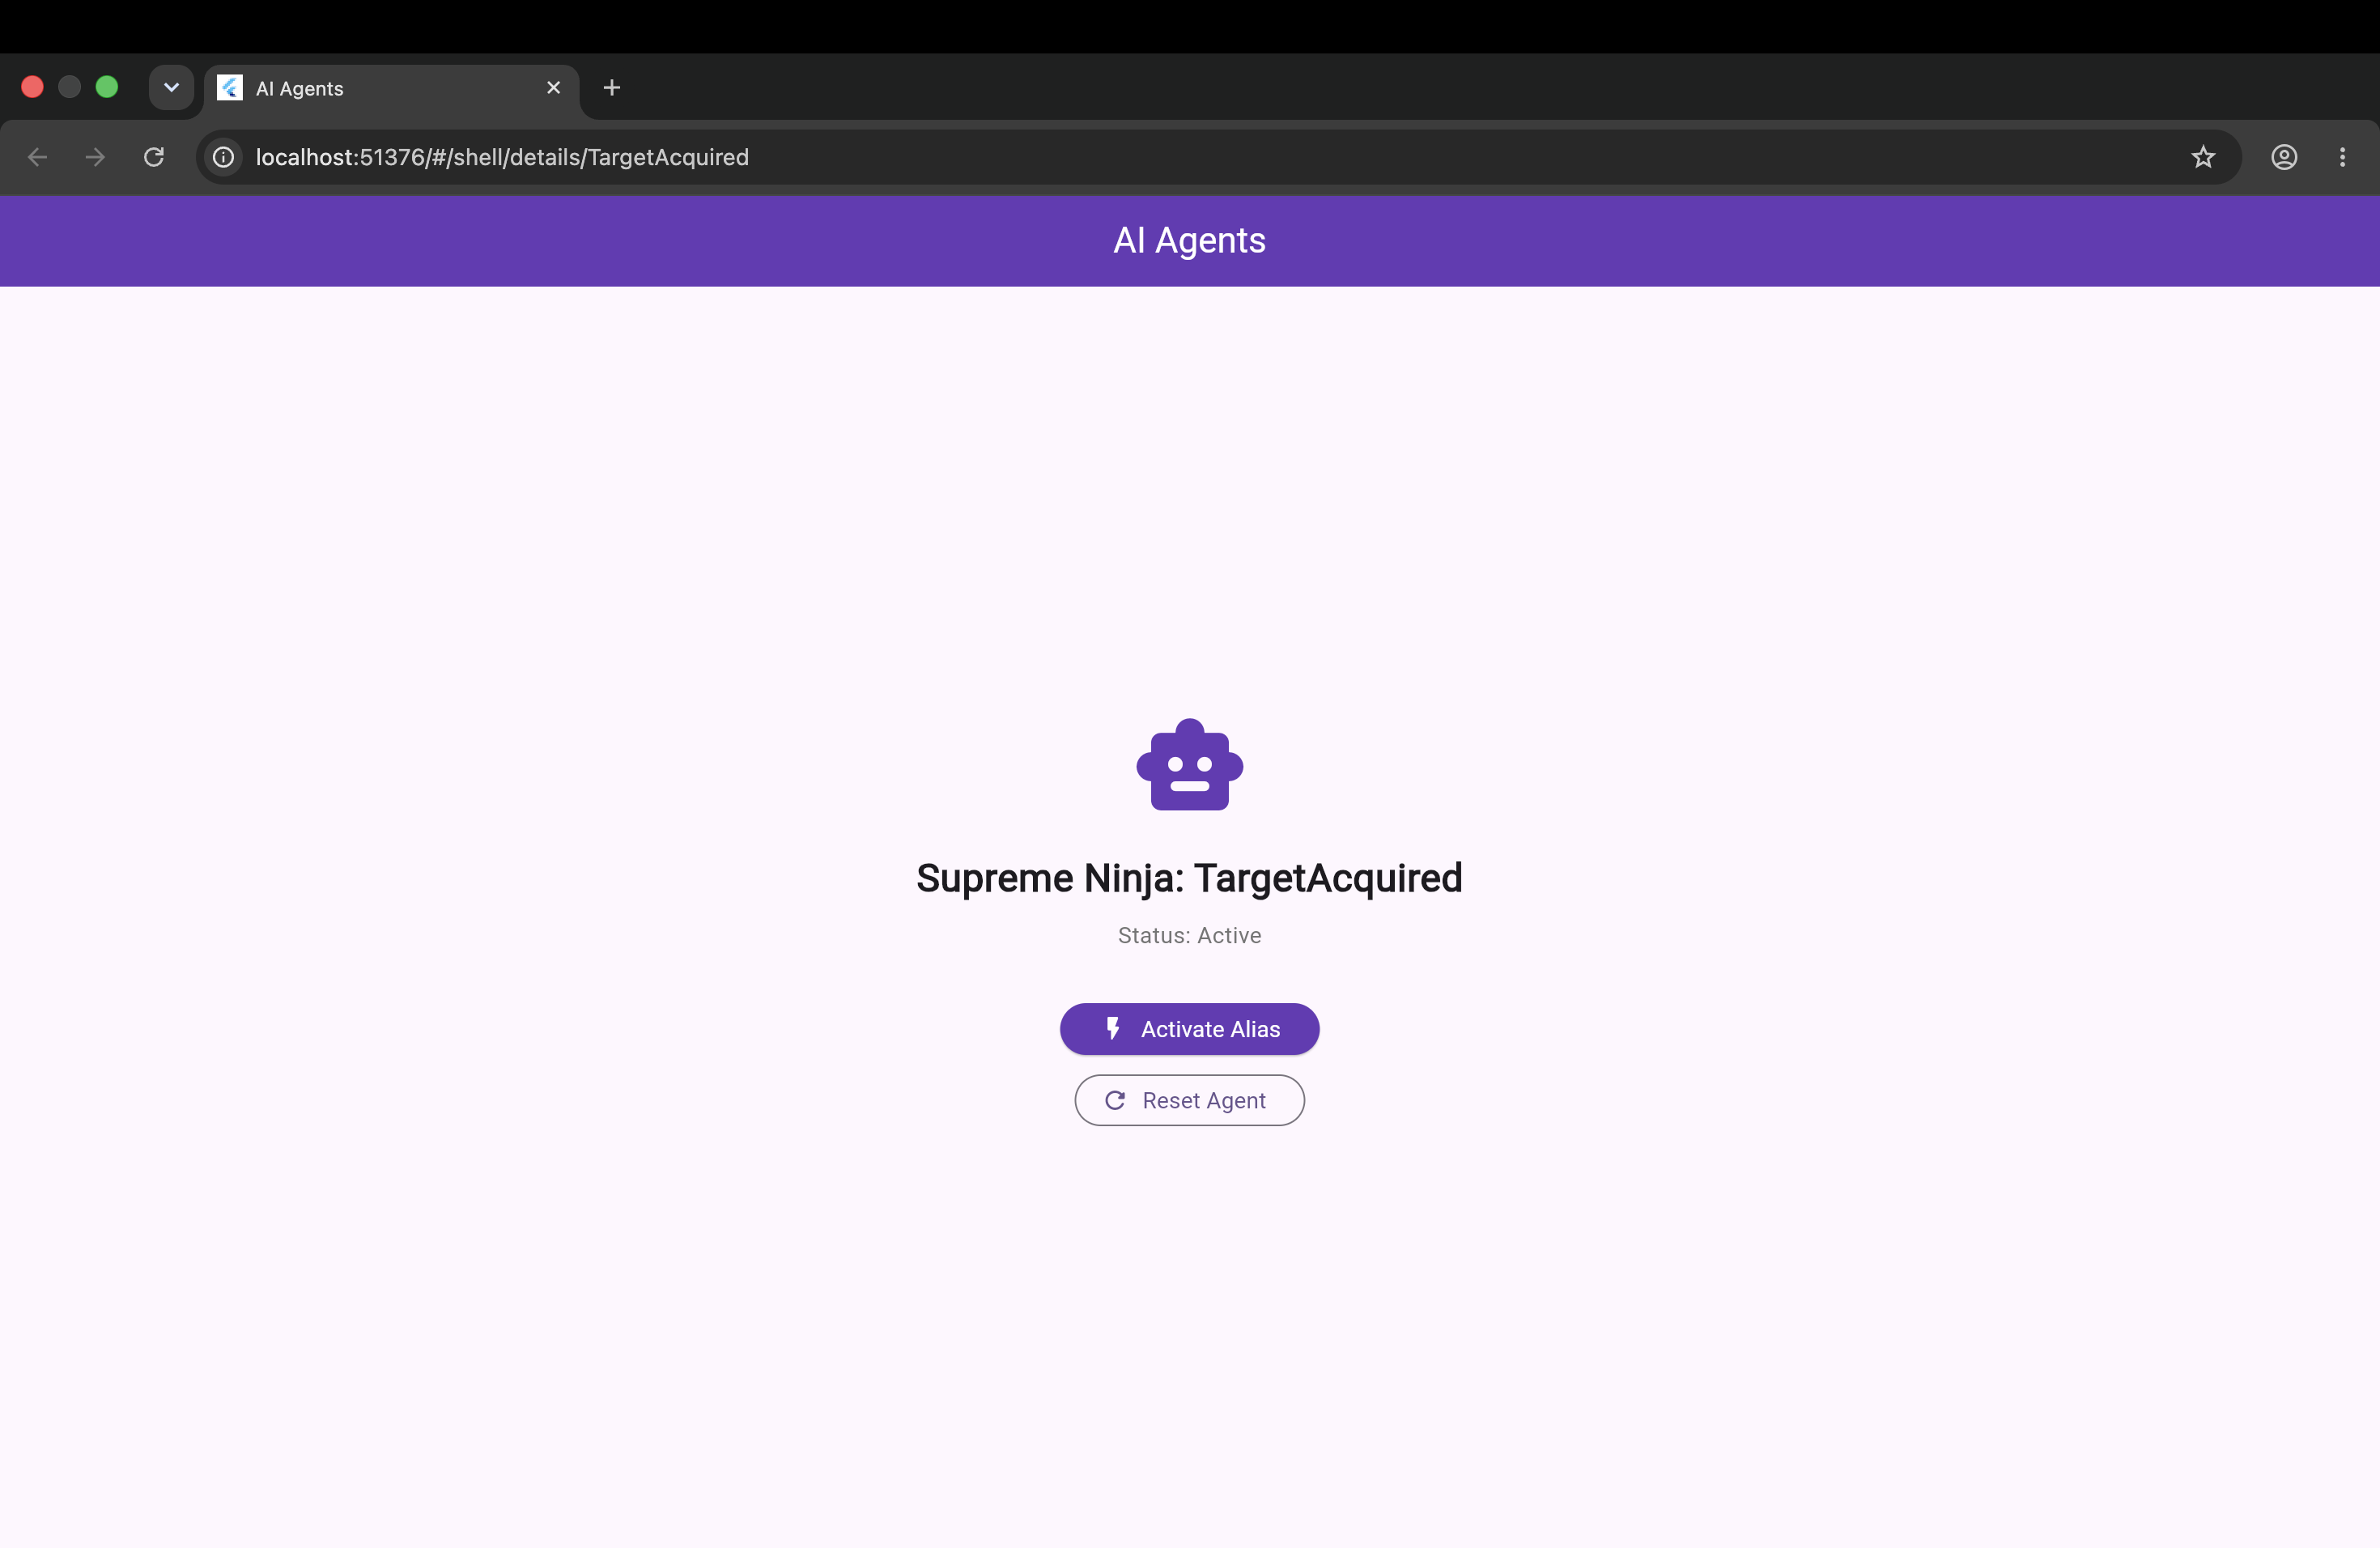 AI Agents
localhost:51376/#/shell/details/TargetAcquired
AI Agents
Supreme Ninja: TargetAcquired
Status: Active
Activate Alias
Reset Agent